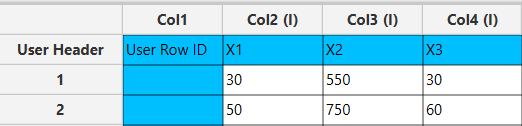 Col1 Col2 (I) Col3 (I) Col4 (I)
User Header User Row ID X1 X2 X3
1 30 550 30
2 50 750 60